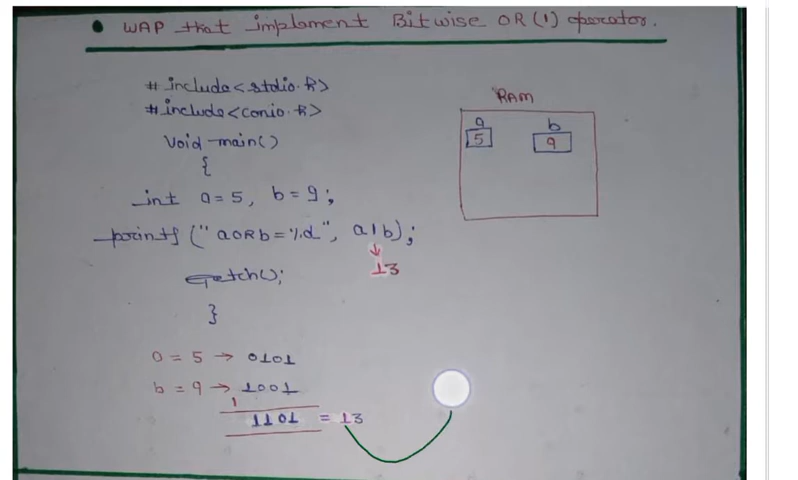 • WAP that implement Bitwise OR (|) operator.
# include<stdio.h>
# include<conio.h>
Void main()
{
int a=5, b=9;
printf (" aORb=%d", a|b);
↓
13
getch();
}
RAM
a b
5 9
a = 5 → 0101
b = 9 → 1001
|
1101 = 13